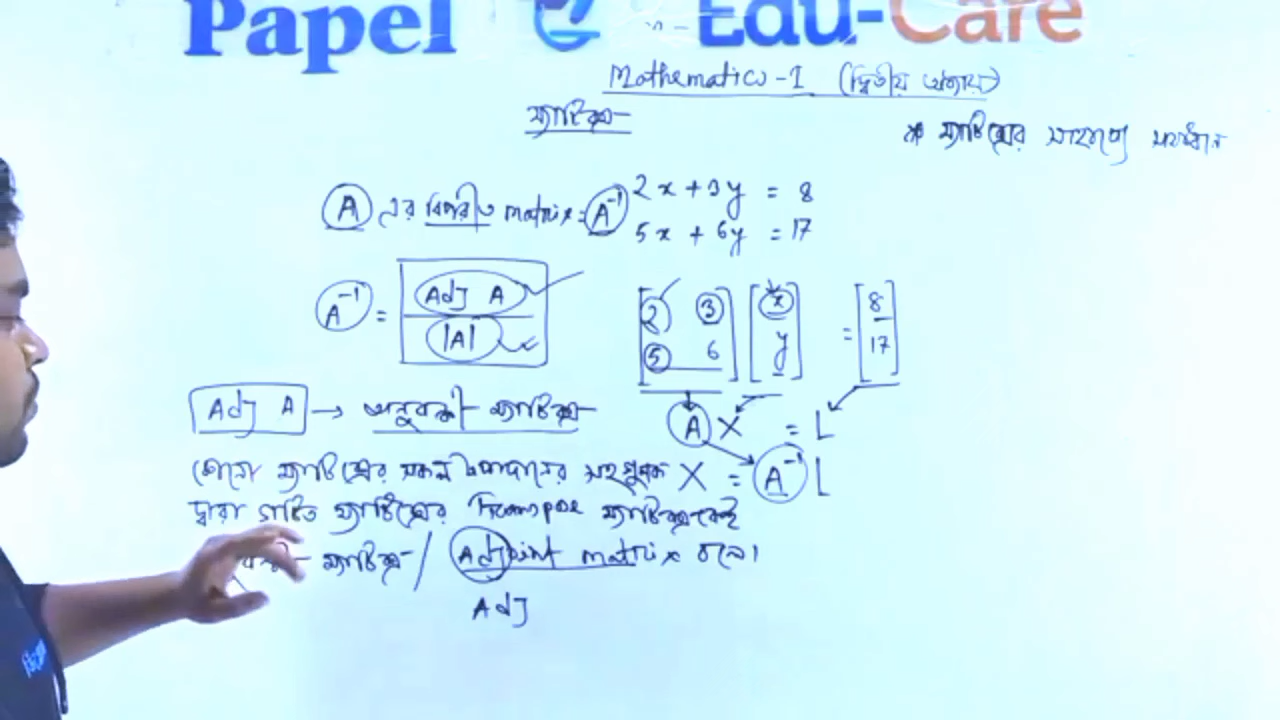 Papel Edu-Care
Mathematics-1 (দ্বিতীয় অধ্যায়)
ম্যাট্রিক্স
* ম্যাট্রিক্সের সাহায্যে সমাধান
A এর বিপরীত matrix = A⁻¹
2x + 3y = 8
5x + 6y = 17
A⁻¹ = Adj A / |A|
[2 3] [x] = [8]
[5 6] [y] [17]
A X = L
X = A⁻¹ L
Adj A → অনুবন্ধী ম্যাট্রিক্স
কোনো ম্যাট্রিক্সের সকল উপাদানের সহগুণক
দ্বারা গঠিত ম্যাট্রিক্সের Transpose ম্যাট্রিক্সকেই
ম্যাট্রিক্স / Adjoint matrix বলে।
Adj